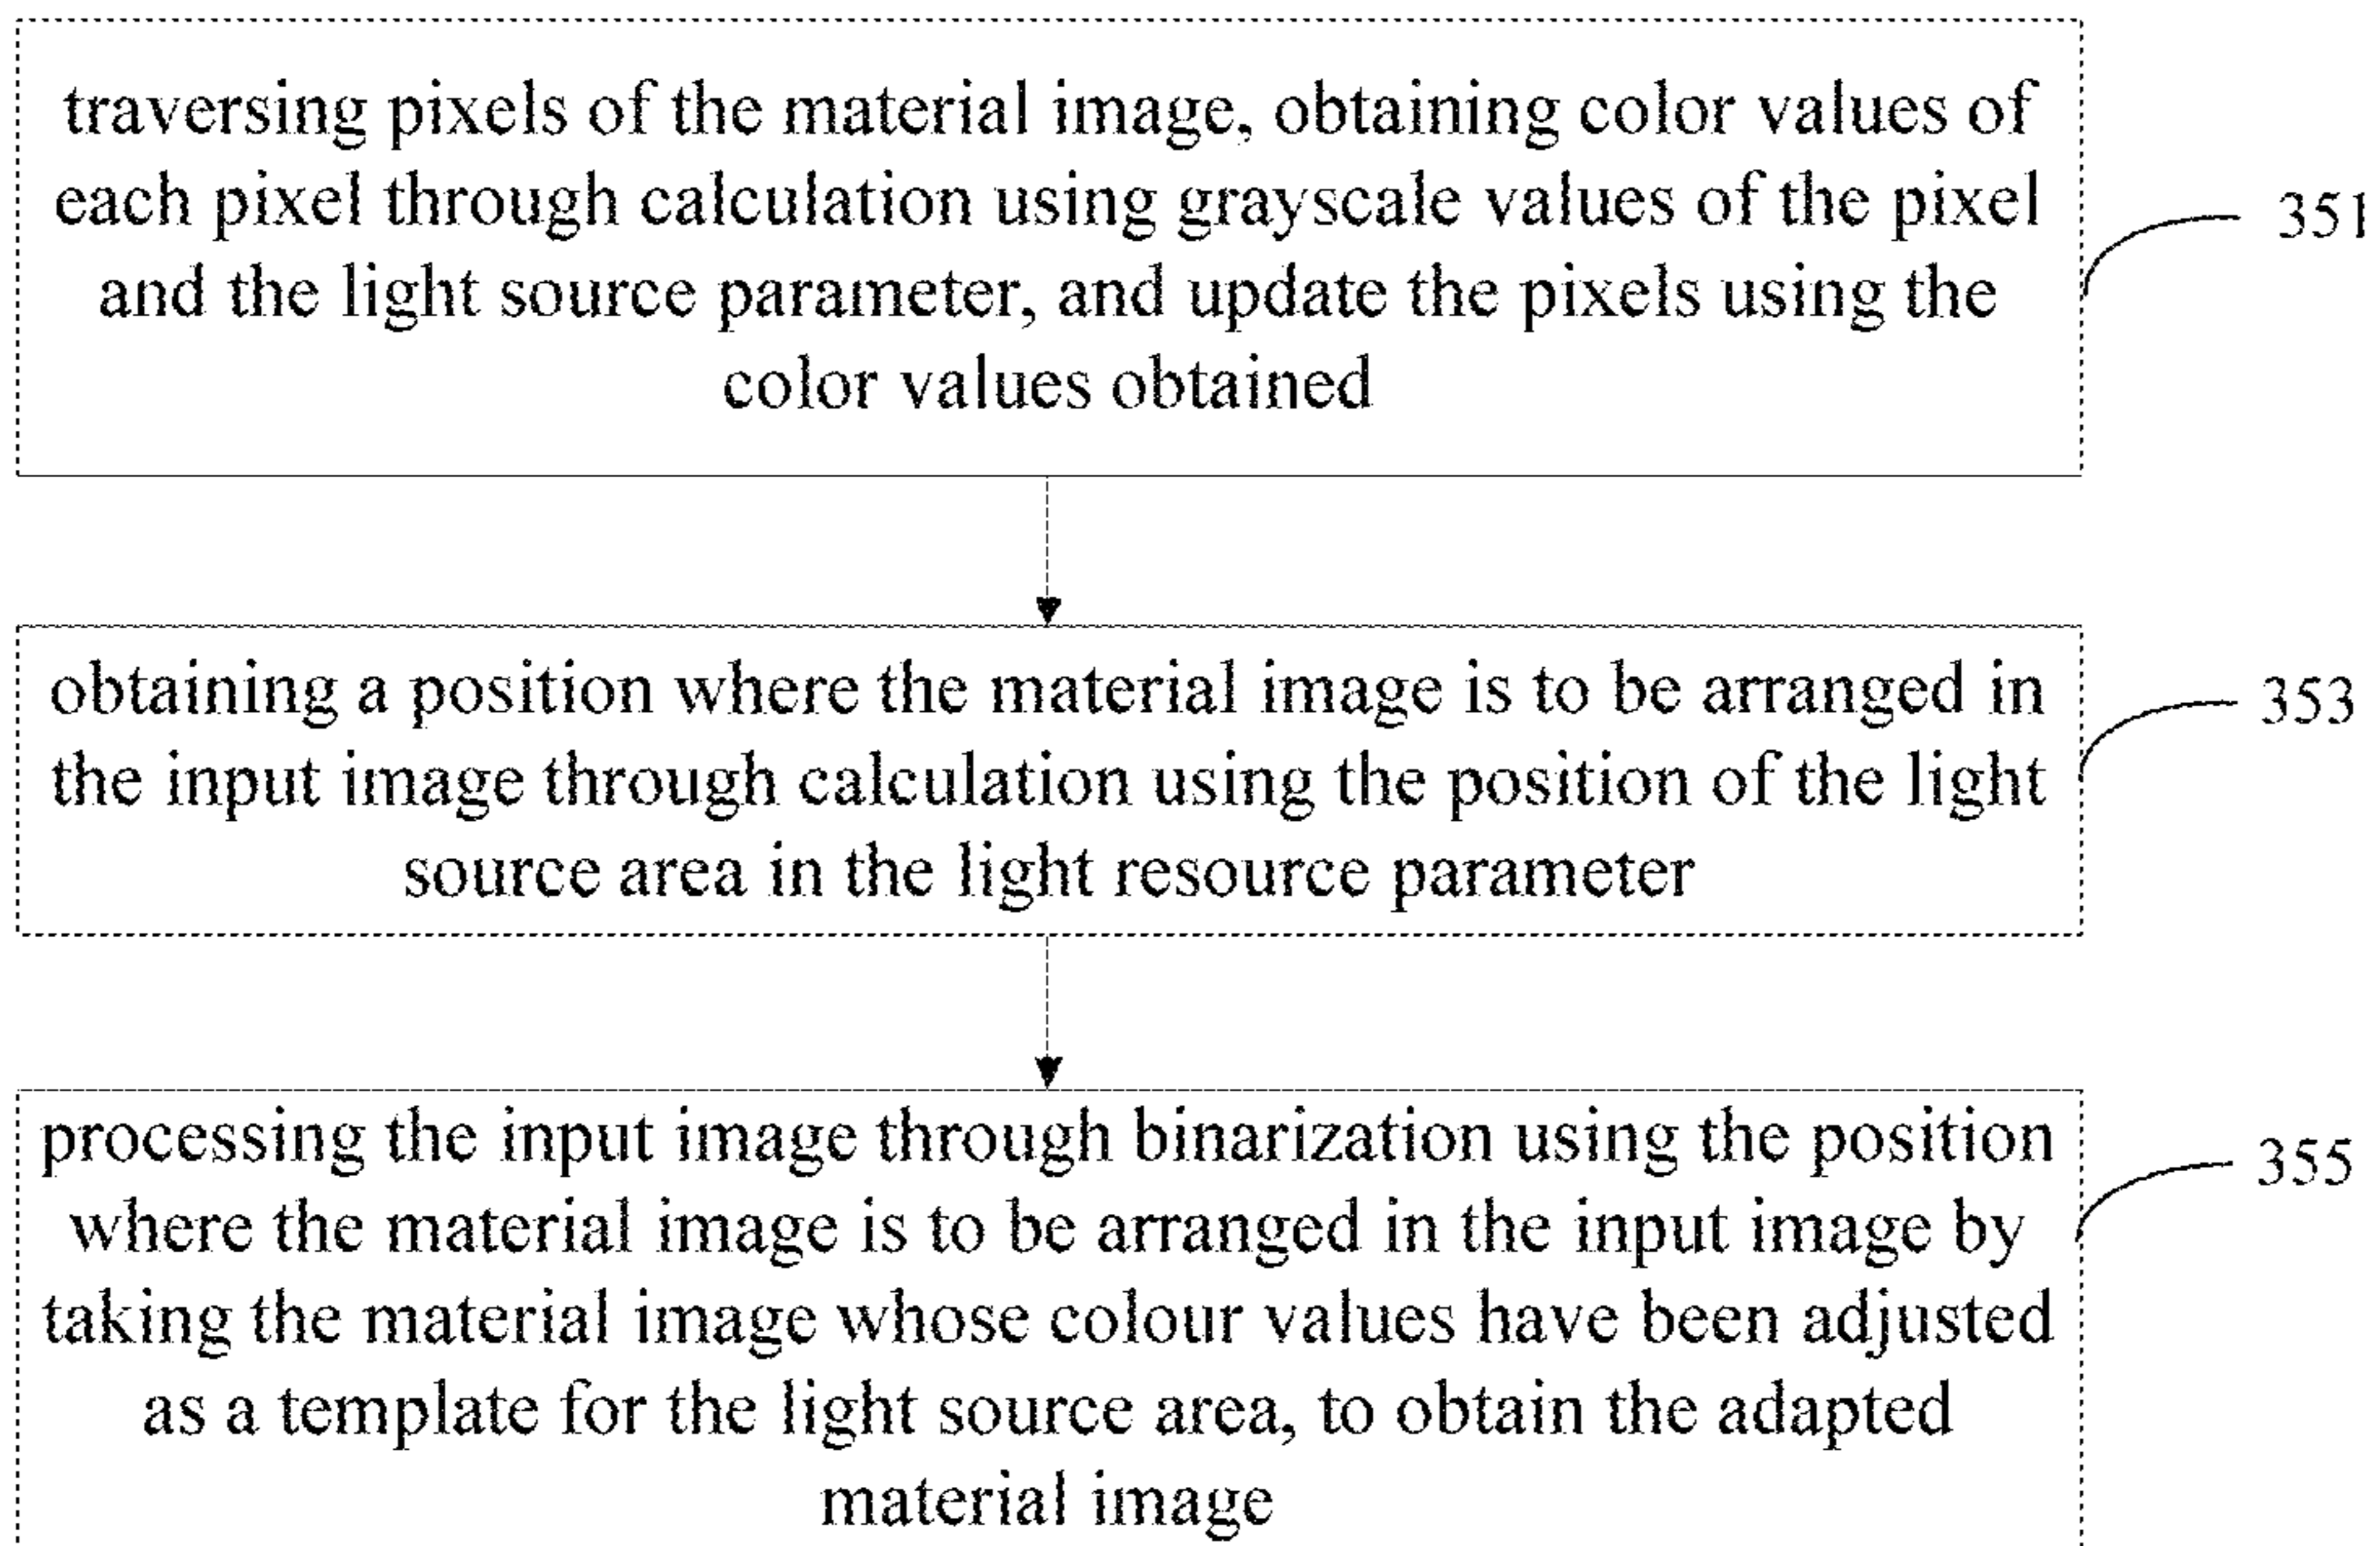 traversing pixels of the material image, obtaining color values of
each pixel through calculation using grayscale values of the pixel
and the light source parameter, and update the pixels using the
color values obtained
351
obtaining a position where the material image is to be arranged in
the input image through calculation using the position of the light
source area in the light resource parameter
353
processing the input image through binarization using the position
where the material image is to be arranged in the input image by
taking the material image whose colour values have been adjusted
as a template for the light source area, to obtain the adapted
material image
355